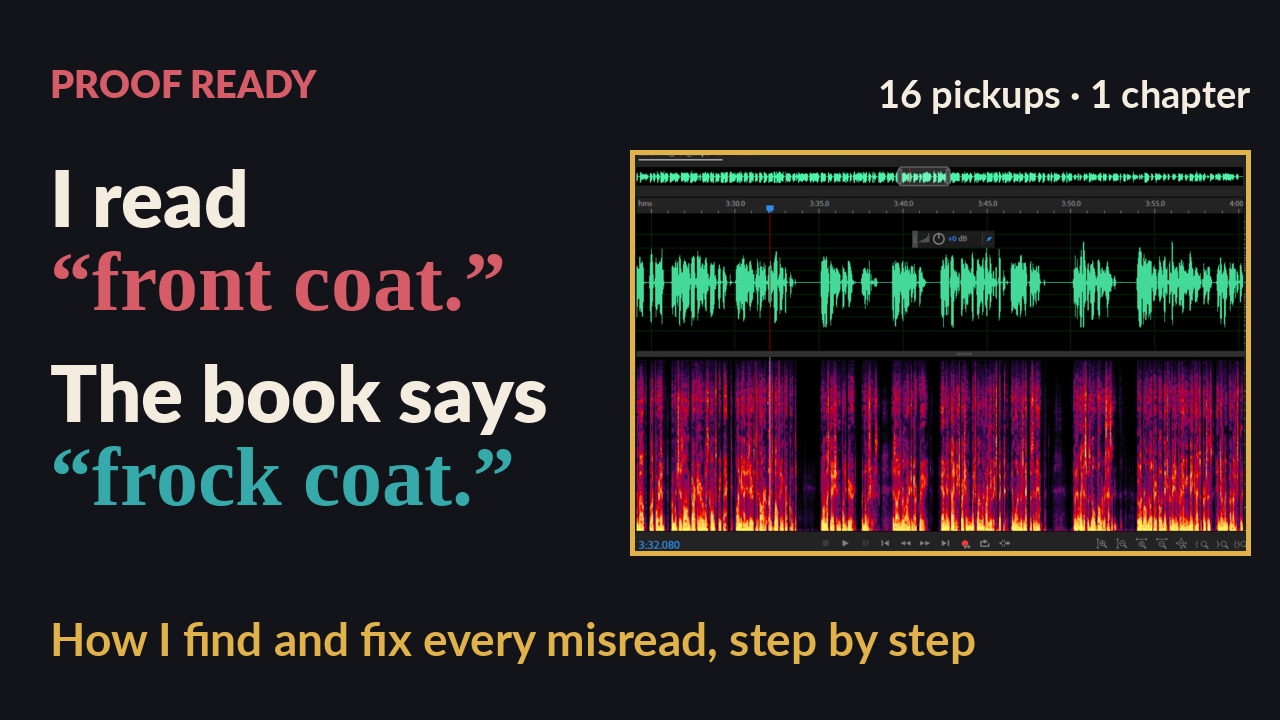 PROOF READY
16 pickups · 1 chapter
I read
“front coat.”
The book says
“frock coat.”
hms 3:30.0 3:35.0 3:40.0 3:45.0 3:50.0 3:55.0 4:00
+0 dB
3:32.080
How I find and fix every misread, step by step